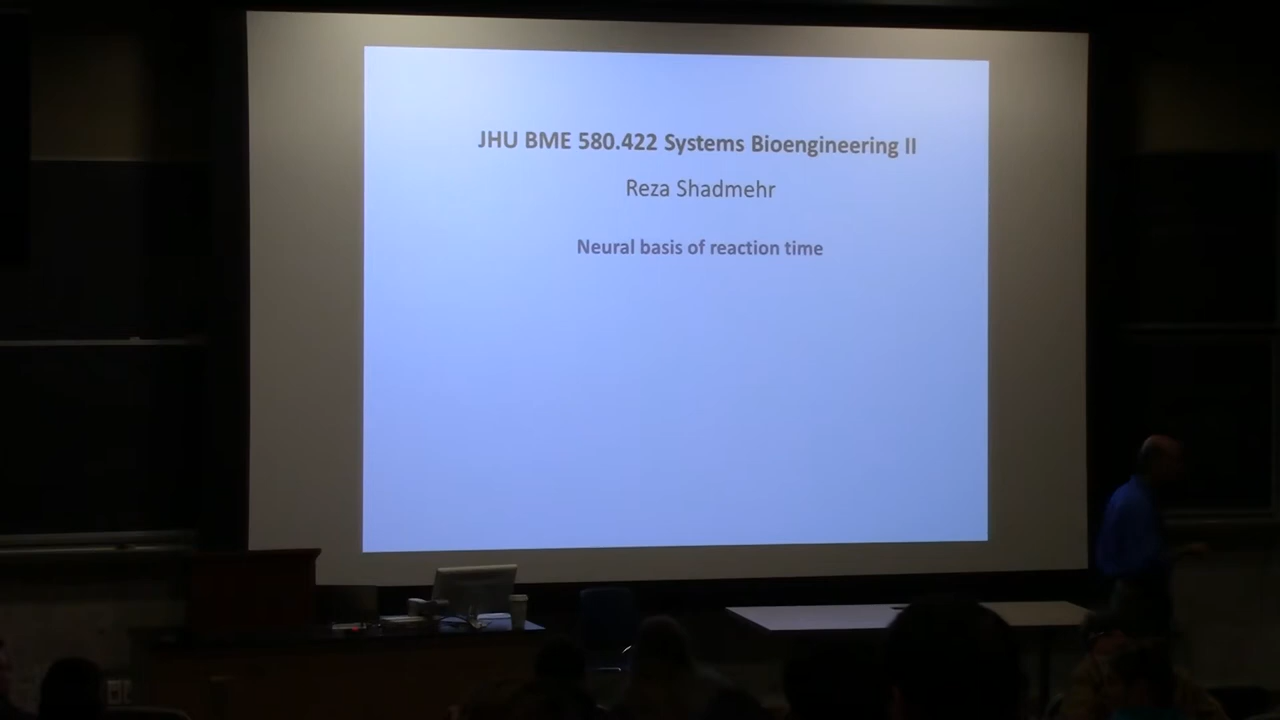 JHU BME 580.422 Systems Bioengineering II
Reza Shadmehr
Neural basis of reaction time